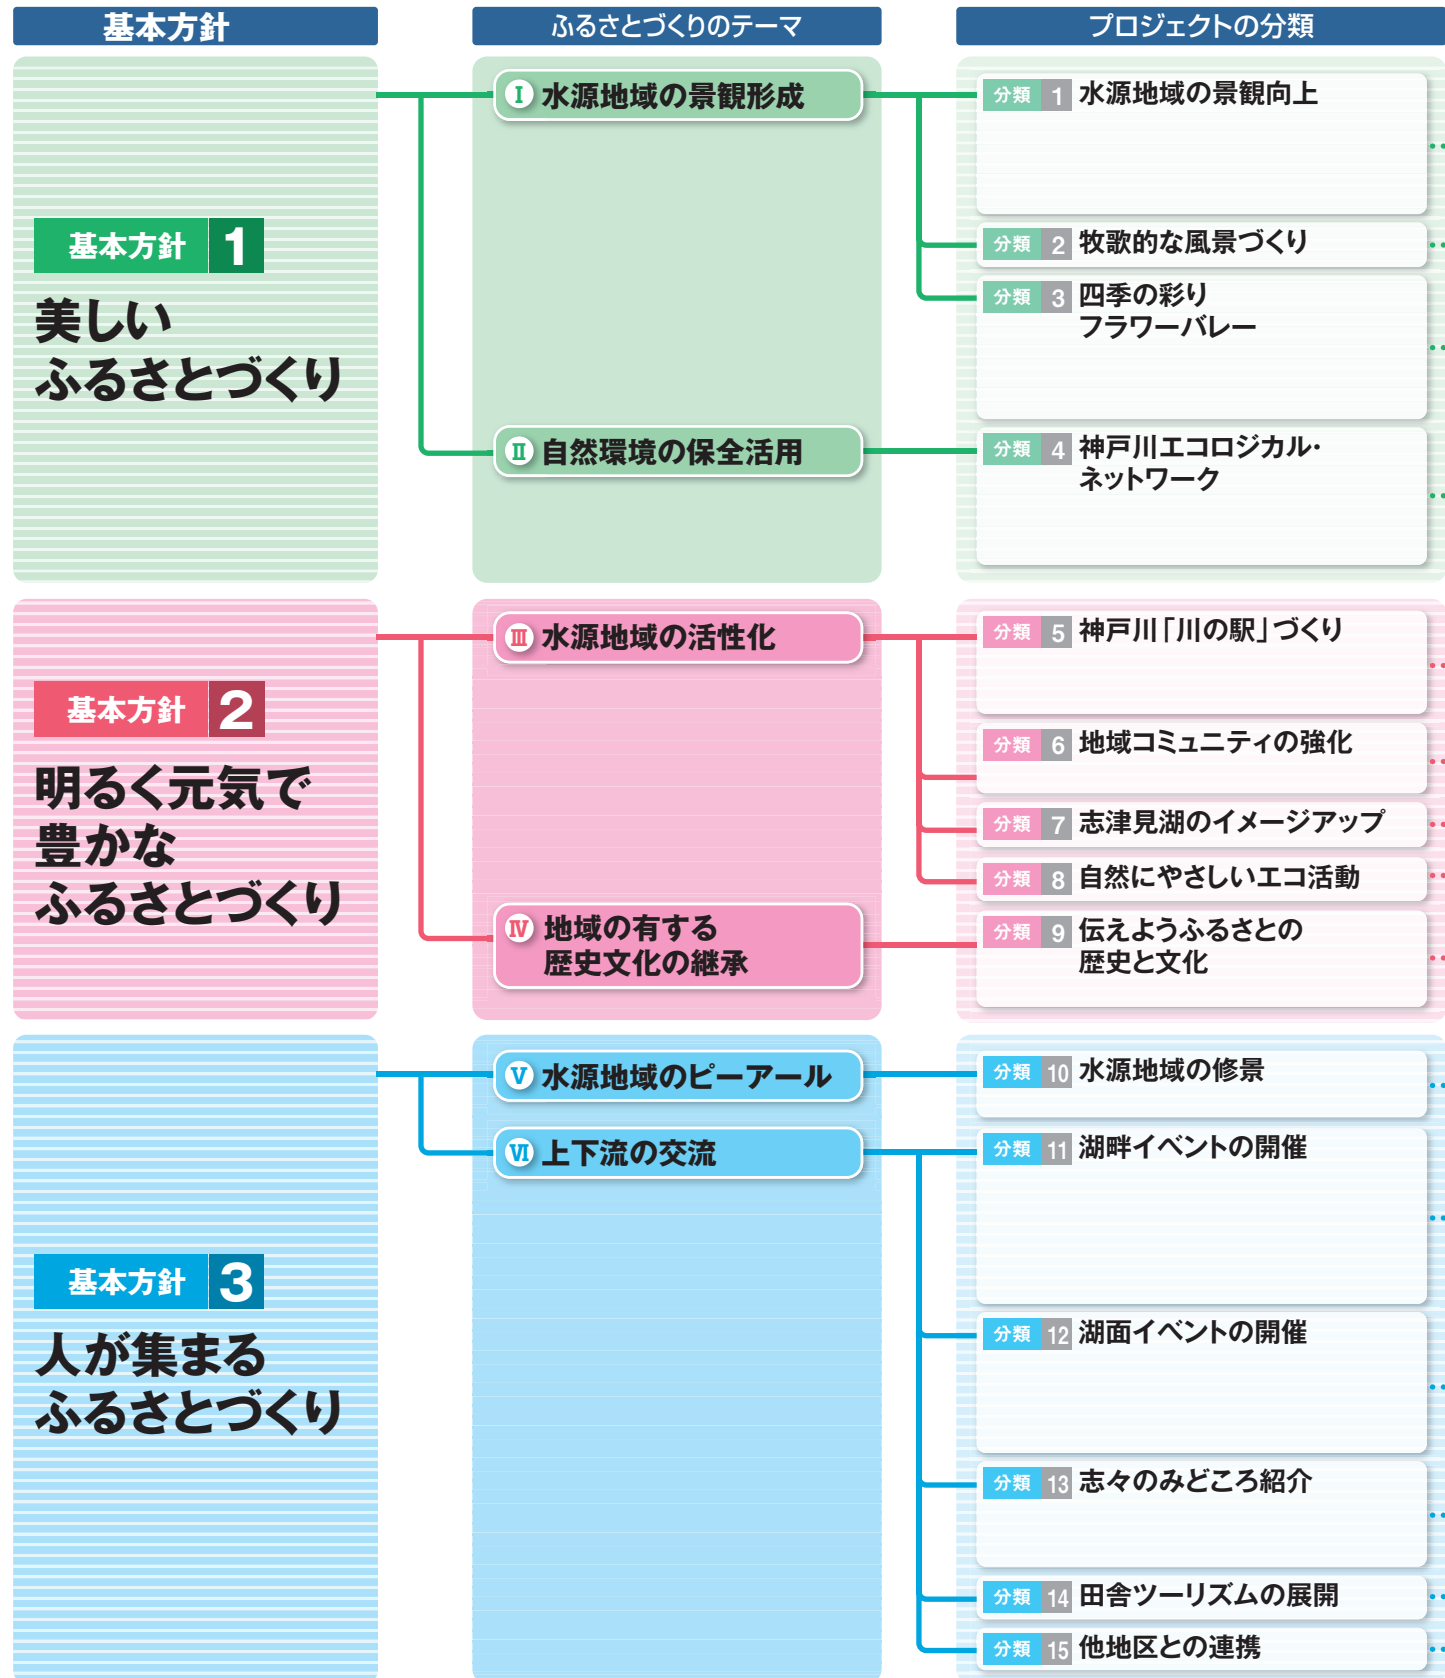 基本方針
ふるさとづくりのテーマ
プロジェクトの分類
基本方針 1
美しい
ふるさとづくり
Ⅰ 水源地域の景観形成
分類 1 水源地域の景観向上
分類 2 牧歌的な風景づくり
分類 3 四季の彩り
フラワーバレー
Ⅱ 自然環境の保全活用
分類 4 神戸川エコロジカル・
ネットワーク
基本方針 2
明るく元気で
豊かな
ふるさとづくり
Ⅲ 水源地域の活性化
分類 5 神戸川「川の駅」づくり
分類 6 地域コミュニティの強化
分類 7 志津見湖のイメージアップ
分類 8 自然にやさしいエコ活動
Ⅳ 地域の有する
歴史文化の継承
分類 9 伝えようふるさとの
歴史と文化
基本方針 3
人が集まる
ふるさとづくり
Ⅴ 水源地域のピーアール
分類 10 水源地域の修景
Ⅵ 上下流の交流
分類 11 湖畔イベントの開催
分類 12 湖面イベントの開催
分類 13 志々のみどころ紹介
分類 14 田舎ツーリズムの展開
分類 15 他地区との連携